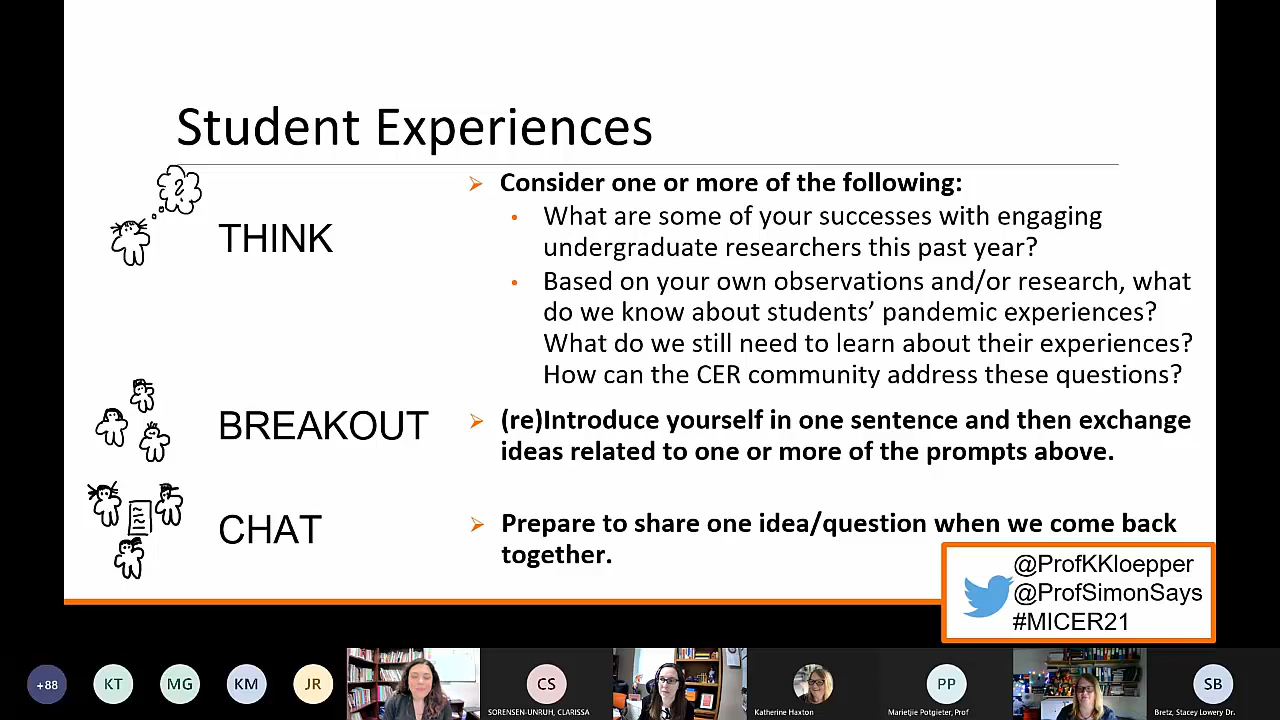 Student Experiences
THINK
➢ Consider one or more of the following:
• What are some of your successes with engaging
undergraduate researchers this past year?
• Based on your own observations and/or research, what
do we know about students’ pandemic experiences?
What do we still need to learn about their experiences?
How can the CER community address these questions?
BREAKOUT
➢ (re)Introduce yourself in one sentence and then exchange
ideas related to one or more of the prompts above.
CHAT
➢ Prepare to share one idea/question when we come back
together.
@ProfKKloepper
@ProfSimonSays
#MICER21
+88
KT
MG
KM
JR
CS
SORENSEN-UNRUH, CLARISSA
Katherine Haxton
PP
Marietjie Potgieter, Prof
SB
Bretz, Stacey Lowery Dr.